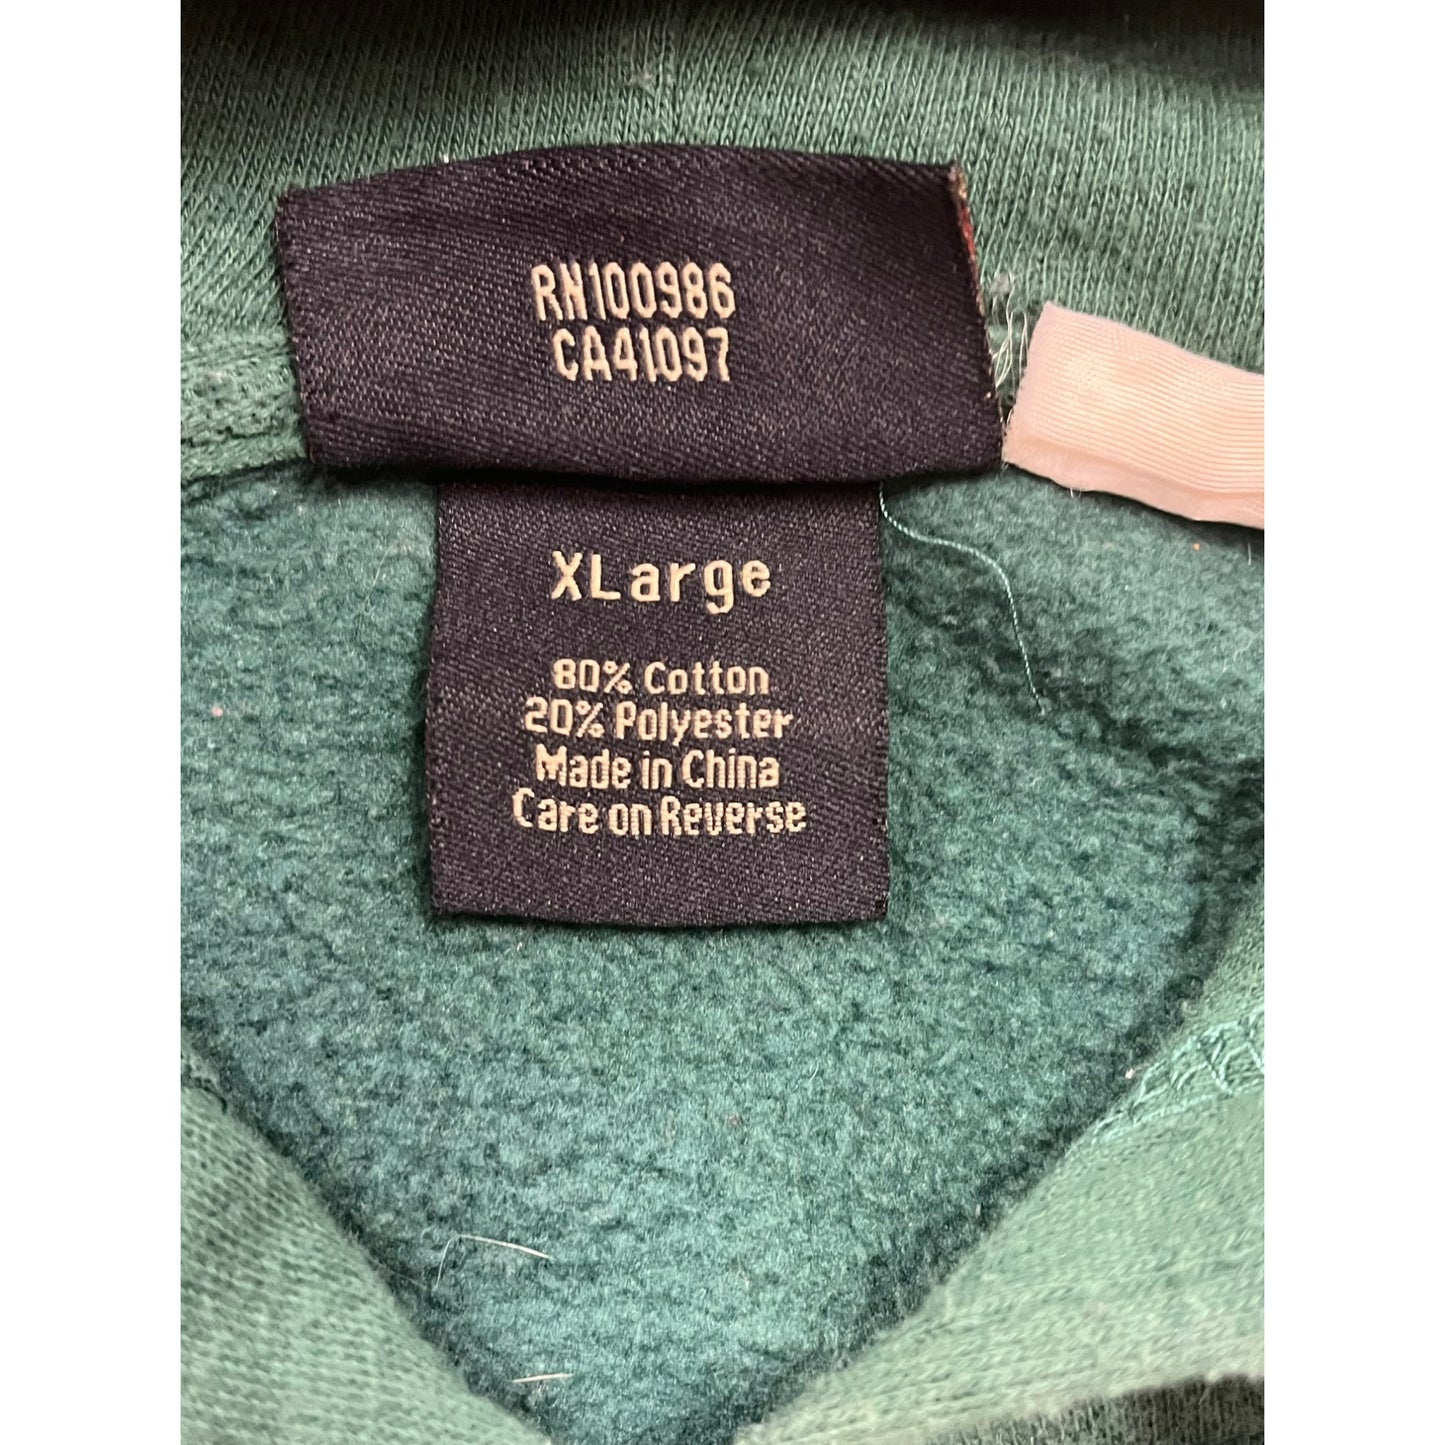 RN100986
CA41097
XLarge
80% Cotton
20% Polyester
Made in China
Care on Reverse